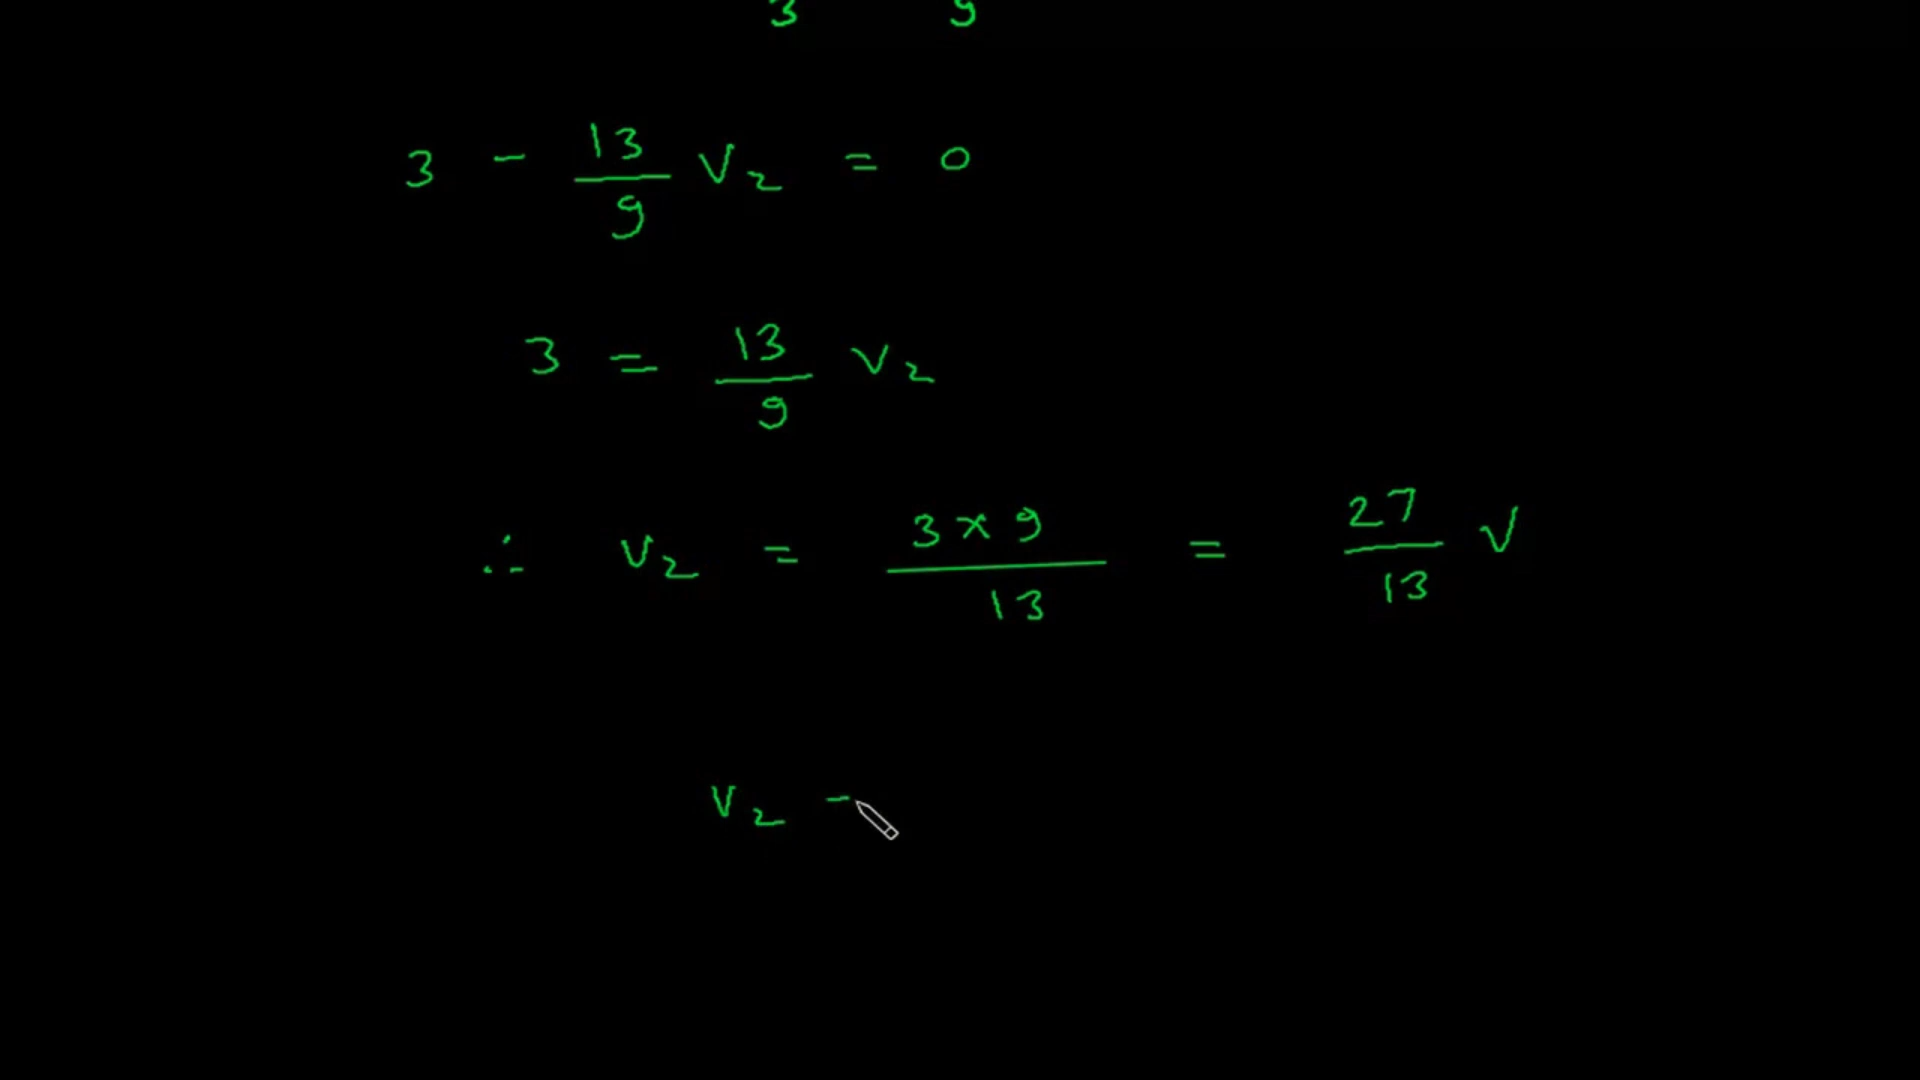 3 9
3 - 13/9 V₂ = 0
3 = 13/9 V₂
∴ V₂ = 3 × 9 / 13 = 27/13 V
V₂ -